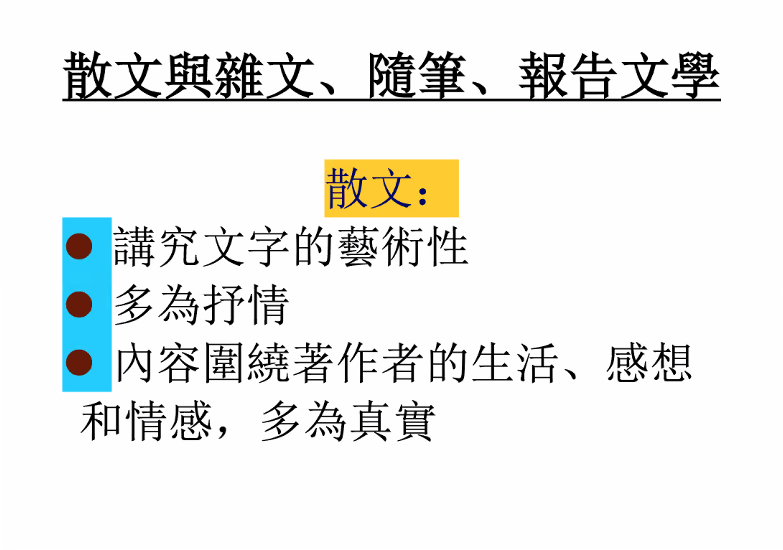 散文與雜文、隨筆、報告文學
散文：
● 講究文字的藝術性
● 多為抒情
● 內容圍繞著作者的生活、感想
和情感，多為真實